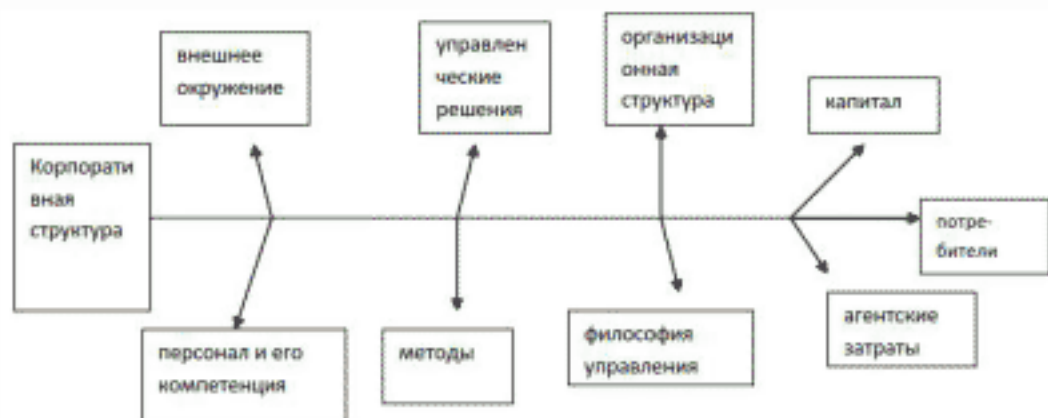 внешнее
окружение
управлен
ческие
решения
организаци
онная
структура
капитал
Корпорати
вная
структура
потре-
бители
персонал и его
компетенция
методы
философия
управления
агентские
затраты